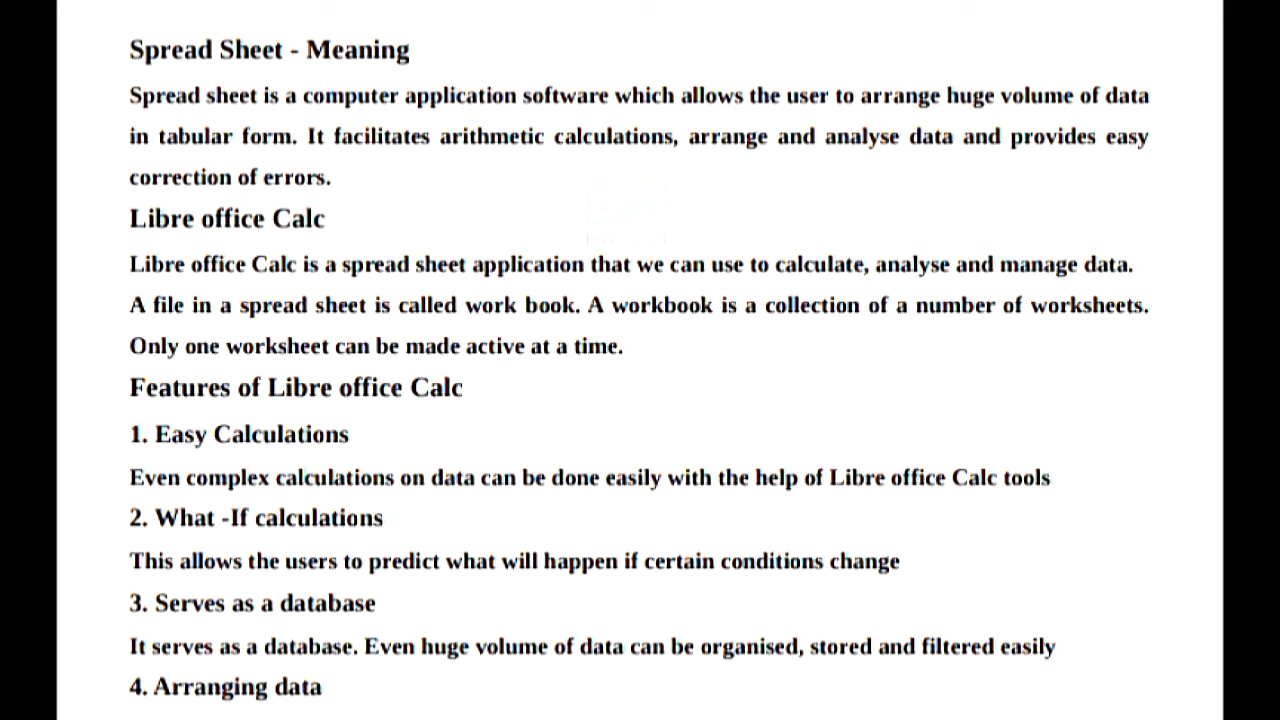 Spread Sheet - Meaning
Spread sheet is a computer application software which allows the user to arrange huge volume of data
in tabular form. It facilitates arithmetic calculations, arrange and analyse data and provides easy
correction of errors.
Libre office Calc
Libre office Calc is a spread sheet application that we can use to calculate, analyse and manage data.
A file in a spread sheet is called work book. A workbook is a collection of a number of worksheets.
Only one worksheet can be made active at a time.
Features of Libre office Calc
1. Easy Calculations
Even complex calculations on data can be done easily with the help of Libre office Calc tools
2. What -If calculations
This allows the users to predict what will happen if certain conditions change
3. Serves as a database
It serves as a database. Even huge volume of data can be organised, stored and filtered easily
4. Arranging data